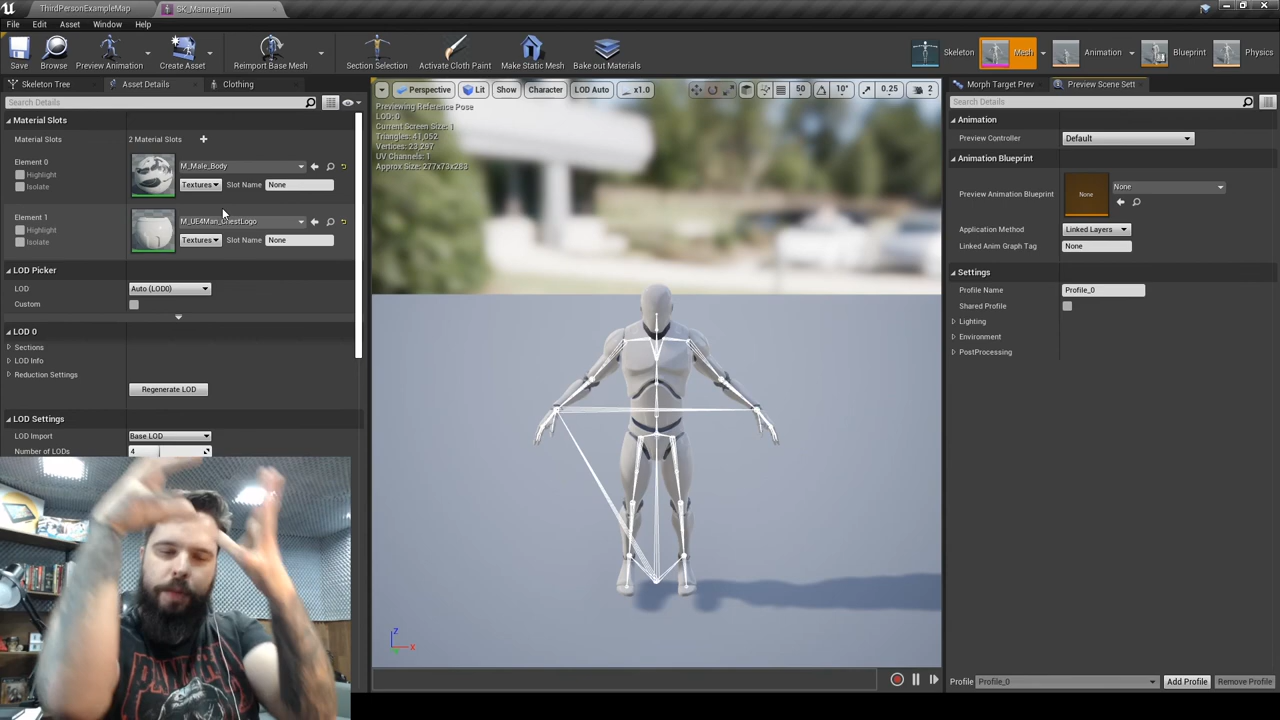 ThirdPersonExampleMap
SK_Mannequin
File Edit Asset Window Help
Save Browse Preview Animation Create Asset Reimport Base Mesh Section Selection Activate Cloth Paint Make Static Mesh Bake out Materials Skeleton Mesh Animation Blueprint Physics
Skeleton Tree Asset Details Clothing
Search Details
Material Slots
Material Slots 2 Material Slots
Element 0
Highlight
Isolate
M_Male_Body
Textures Slot Name None
Element 1
Highlight
Isolate
M_UE4Man_ChestLogo
Textures Slot Name None
LOD Picker
LOD Auto (LOD0)
Custom
LOD 0
Sections
LOD Info
Reduction Settings
Regenerate LOD
LOD Settings
LOD Import Base LOD
Number of LODs 4
Perspective Lit Show Character LOD Auto x1.0 50 10° 0.25 2
Previewing Reference Pose
LOD: 0
Current Screen Size: 1
Triangles: 41,052
Vertices: 23,297
UV Channels: 1
Approx Size: 277x73x283
Z
X
Morph Target Prev Preview Scene Sett
Search Details
Animation
Preview Controller Default
Animation Blueprint
Preview Animation Blueprint None None
Application Method Linked Layers
Linked Anim Graph Tag None
Settings
Profile Name Profile_0
Shared Profile
Lighting
Environment
PostProcessing
Profile Profile_0 Add Profile Remove Profile